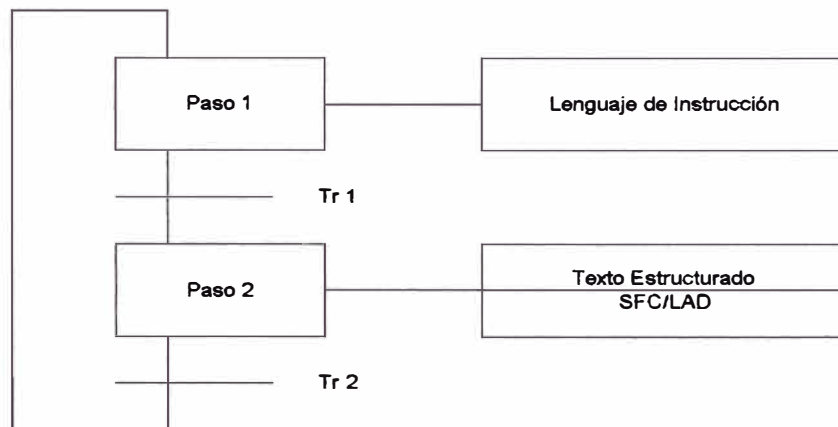 Paso 1
Lenguaje de Instrucción
Tr 1
Paso 2
Texto Estructurado
SFC/LAD
Tr 2